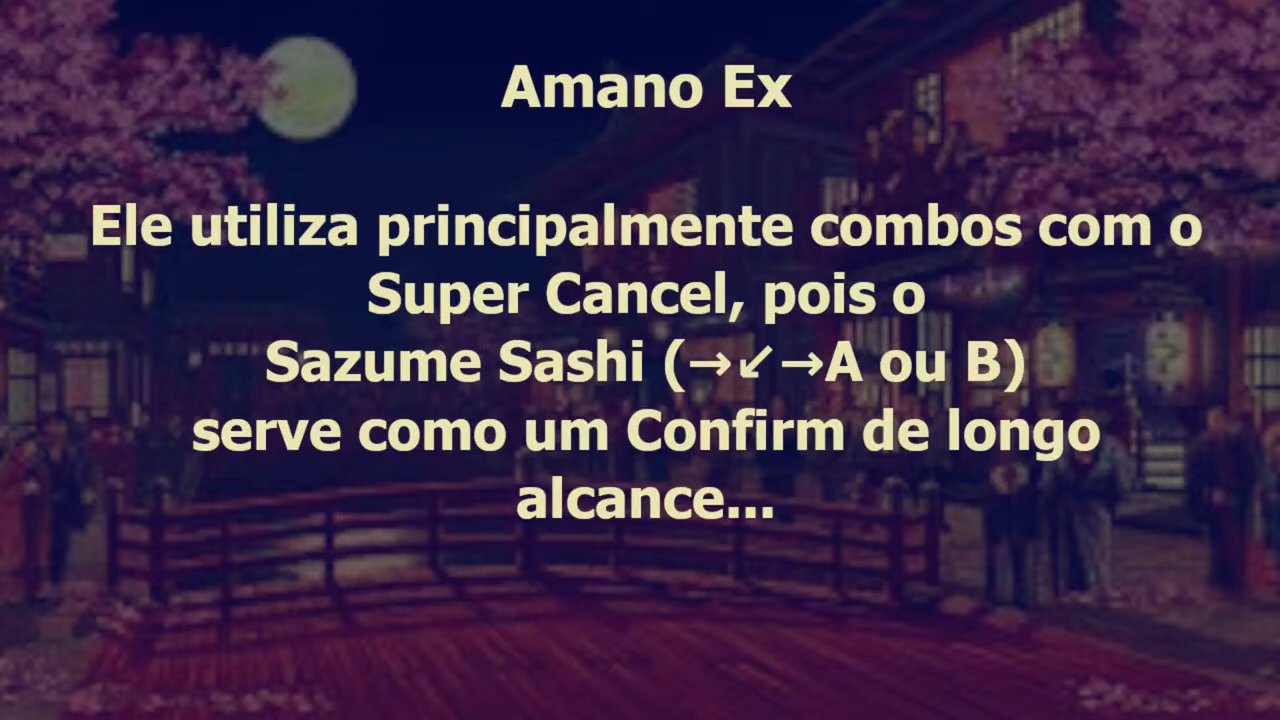 Amano Ex
Ele utiliza principalmente combos com o
Super Cancel, pois o
Sazume Sashi (→↙→A ou B)
serve como um Confirm de longo
alcance...